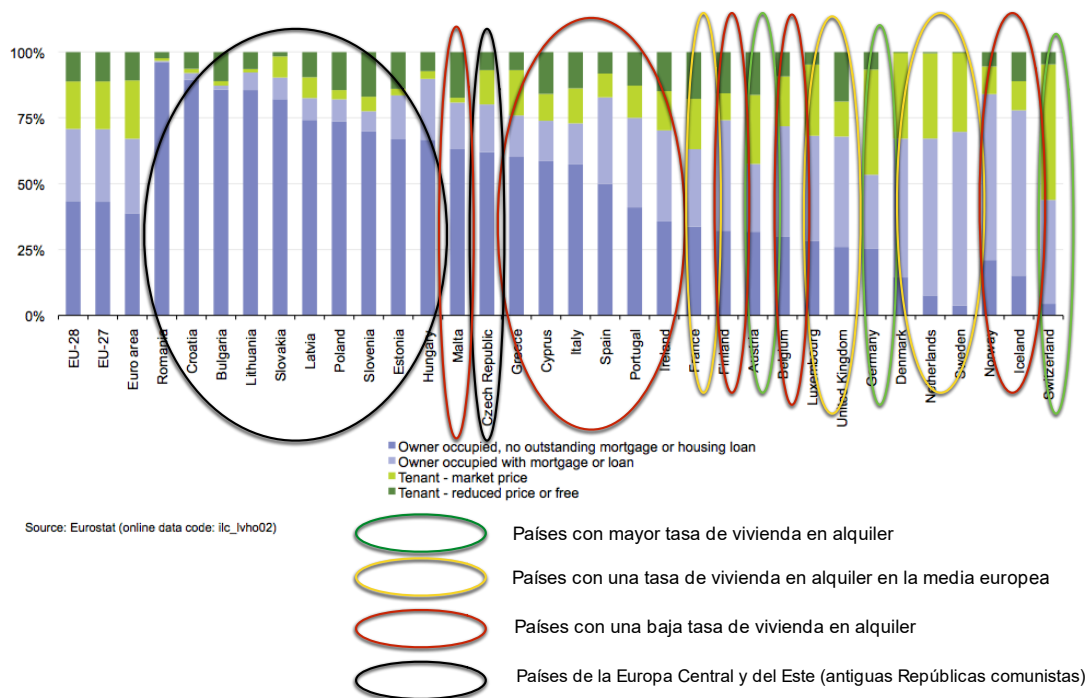 100%
75%
50%
25%
0%
EU-28
EU-27
Euro area
Romania
Croatia
Bulgaria
Lithuania
Slovakia
Latvia
Poland
Slovenia
Estonia
Hungary
Malta
Czech Republic
Greece
Cyprus
Italy
Spain
Portugal
Ireland
France
Finland
Austria
Belgium
Luxembourg
United Kingdom
Germany
Denmark
Netherlands
Sweden
Norway
Iceland
Switzerland
Owner occupied, no outstanding mortgage or housing loan
Owner occupied with mortgage or loan
Tenant - market price
Tenant - reduced price or free
Source: Eurostat (online data code: ilc_lvho02)
Países con mayor tasa de vivienda en alquiler
Países con una tasa de vivienda en alquiler en la media europea
Países con una baja tasa de vivienda en alquiler
Países de la Europa Central y del Este (antiguas Repúblicas comunistas)